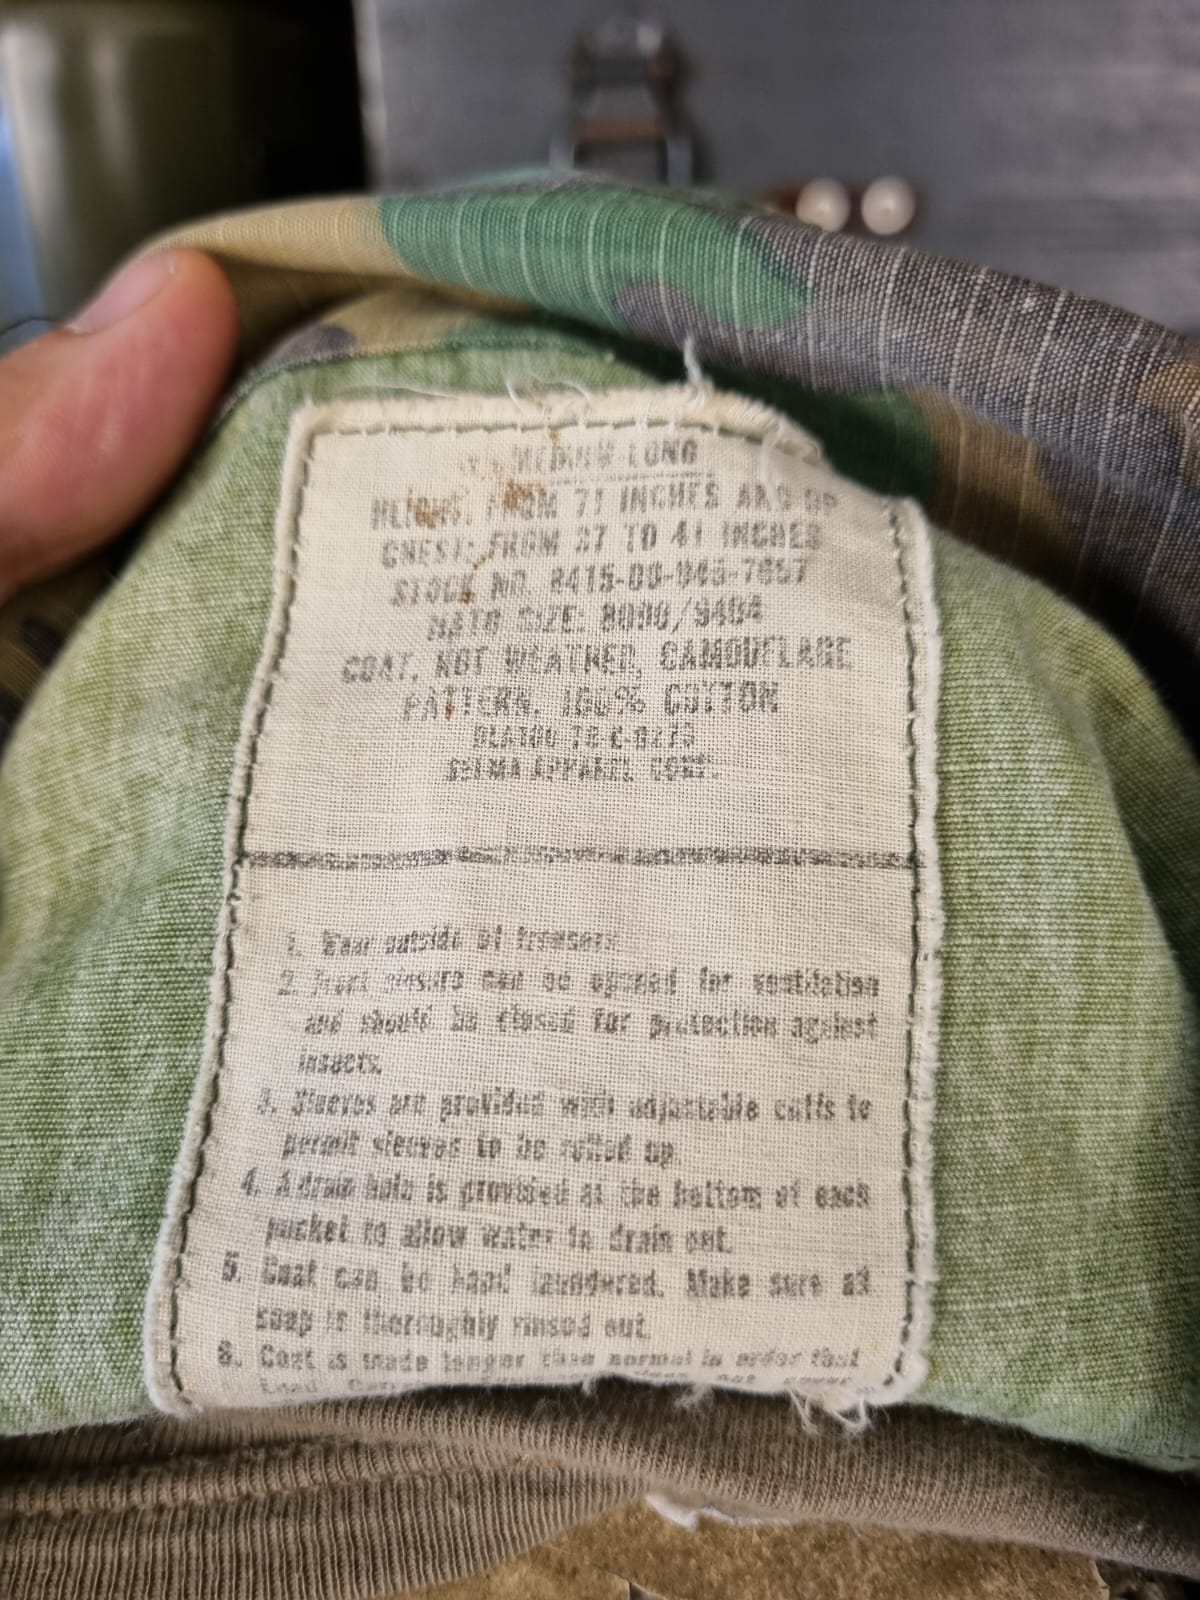 MEDIUM LONG
HEIGHT: FROM 71 INCHES AND UP
CHEST: FROM 37 TO 41 INCHES
STOCK NO.
NATO SIZE:
COAT, HOT WEATHER, CAMOUFLAGE
PATTERN, 100% COTTON
SELMA APPAREL CORP.
1. Wear outside of trousers.
2. Front closure can be opened for ventilation
and should be closed for protection against
insects.
3. Sleeves are provided with adjustable cuffs to
permit sleeves to be rolled up.
4. A drain hole is provided at the bottom of each
pocket to allow water to drain out.
5. Coat can be hand laundered. Make sure all
soap is thoroughly rinsed out.
6. Coat is made longer than normal in order that